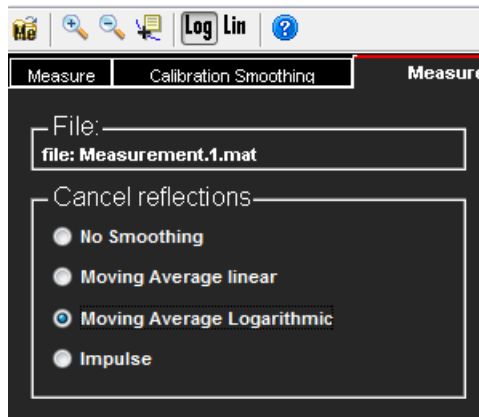 Me Log Lin ?
Measure Calibration Smoothing Measure
File:
file: Measurement.1.mat
Cancel reflections
No Smoothing
Moving Average linear
Moving Average Logarithmic
Impulse